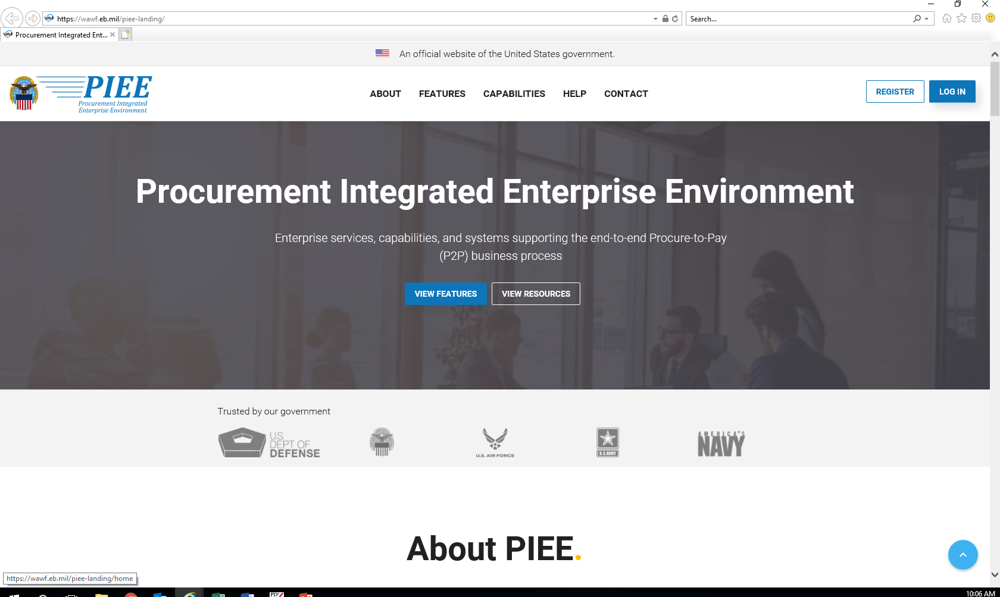 https://wawf.eb.mil/piee-landing/
Search...
Procurement Integrated Ent...
An official website of the United States government.
PIEE
Procurement Integrated
Enterprise Environment
ABOUT FEATURES CAPABILITIES HELP CONTACT
REGISTER LOG IN
Procurement Integrated Enterprise Environment
Enterprise services, capabilities, and systems supporting the end-to-end Procure-to-Pay
(P2P) business process
VIEW FEATURES VIEW RESOURCES
Trusted by our government
U.S.
DEPT OF
DEFENSE
U.S. AIR FORCE
U.S.ARMY
AMERICA'S
NAVY
About PIEE.
https://wawf.eb.mil/piee-landing/home
10:06 AM